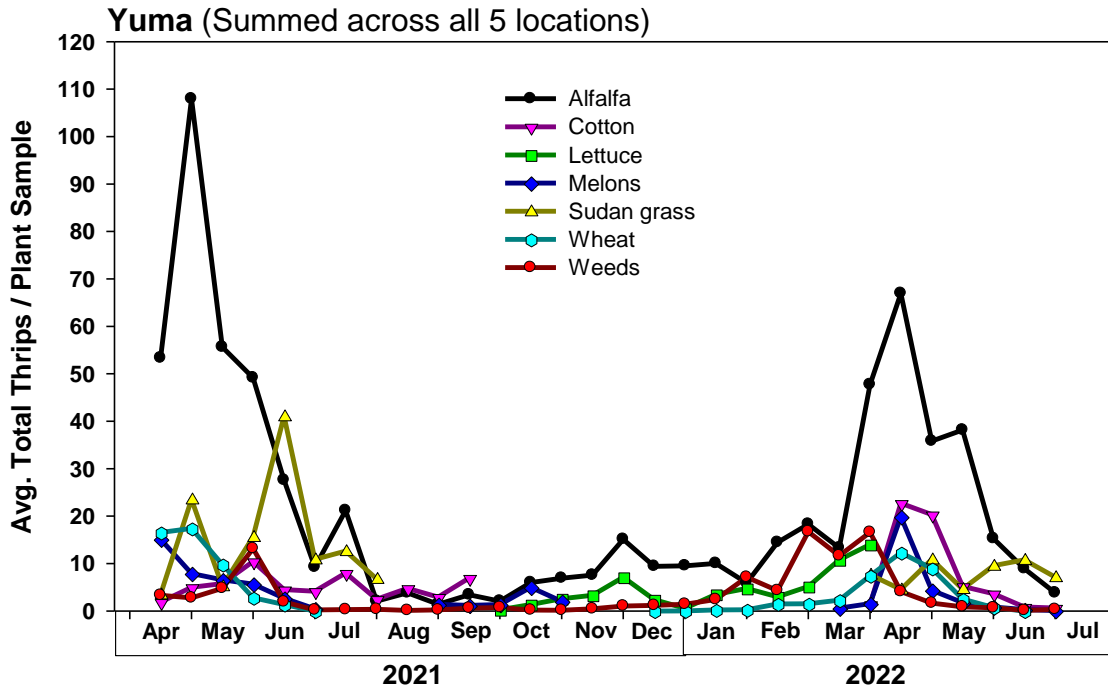 Yuma (Summed across all 5 locations)
Avg. Total Thrips / Plant Sample
120
110
100
90
80
70
60
50
40
30
20
10
0
Alfalfa
Cotton
Lettuce
Melons
Sudan grass
Wheat
Weeds
Apr May Jun Jul Aug Sep Oct Nov Dec Jan Feb Mar Apr May Jun Jul
2021 2022